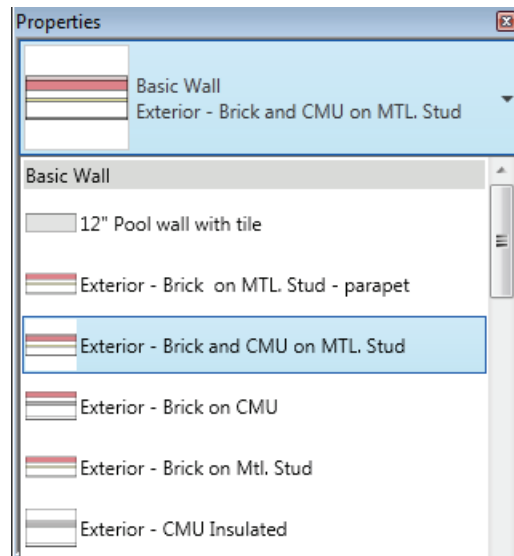 Properties
Basic Wall
Exterior - Brick and CMU on MTL. Stud
Basic Wall
12" Pool wall with tile
Exterior - Brick  on MTL. Stud - parapet
Exterior - Brick and CMU on MTL. Stud
Exterior - Brick on CMU
Exterior - Brick on Mtl. Stud
Exterior - CMU Insulated